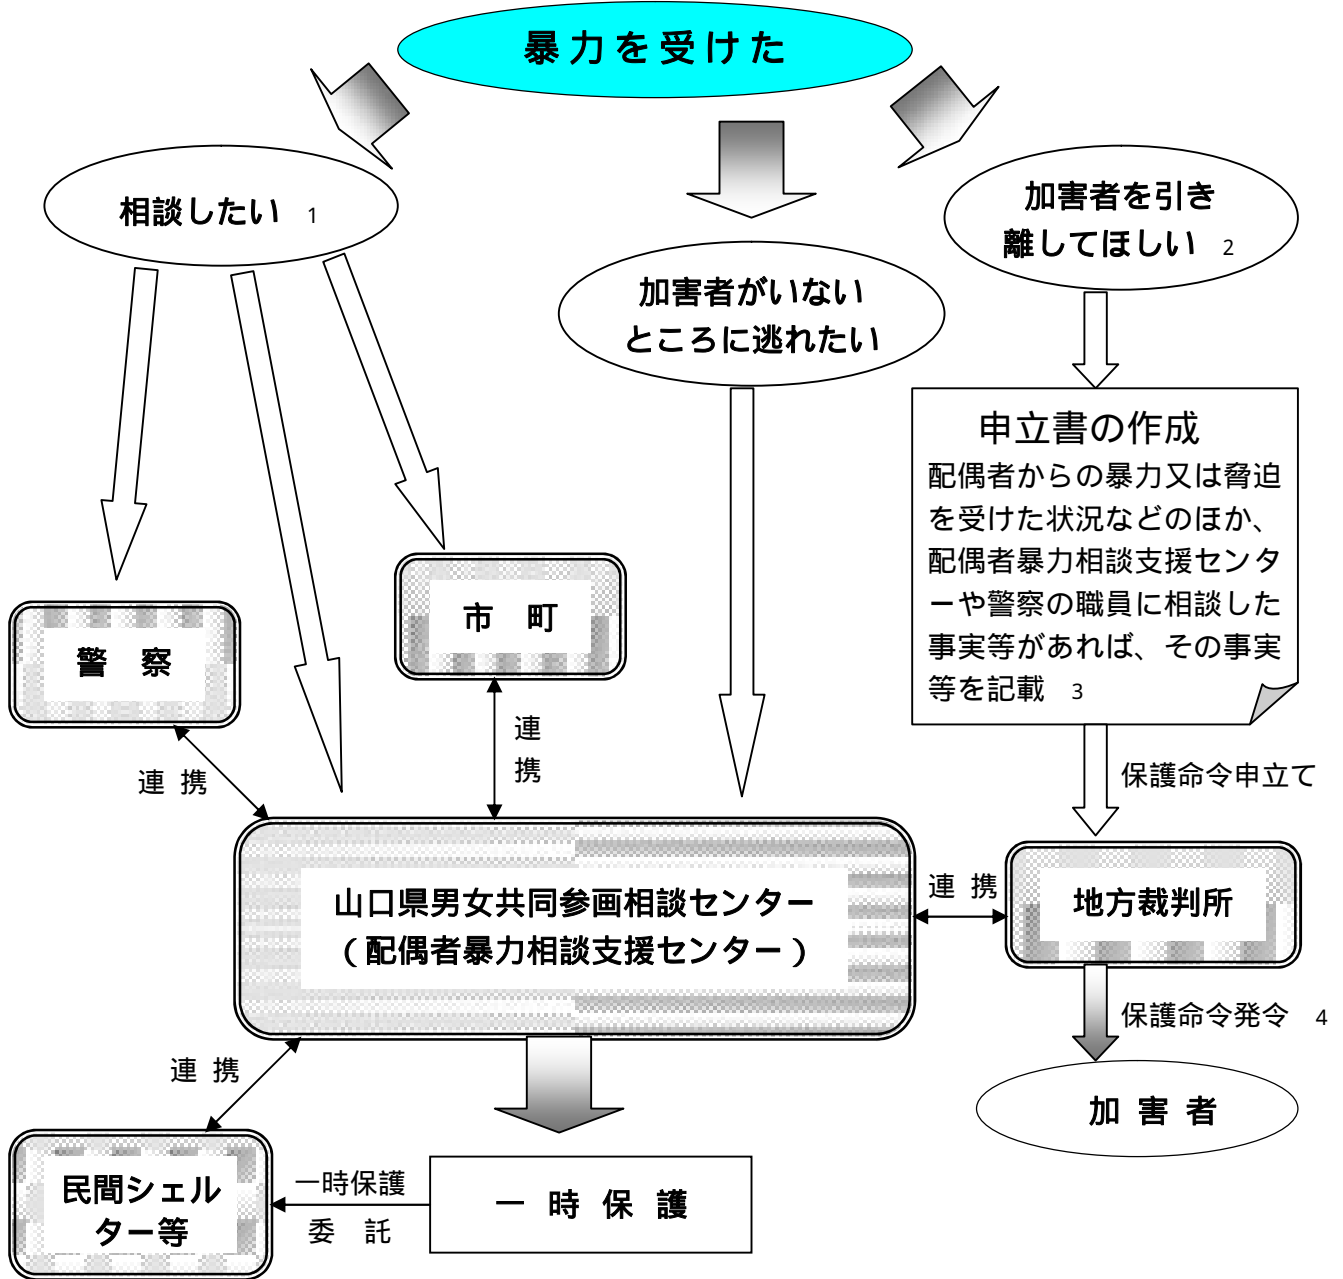 暴力を受けた
相談したい 1
加害者を引き
離してほしい 2
加害者がいない
ところに逃れたい
申立書の作成
配偶者からの暴力又は脅迫
を受けた状況などのほか、
配偶者暴力相談支援センタ
ーや警察の職員に相談した
事実等があれば、その事実
等を記載 3
市 町
警 察
連
携
連 携
保護命令申立て
山口県男女共同参画相談センター
（配偶者暴力相談支援センター）
連 携
地方裁判所
保護命令発令 4
連 携
加 害 者
民間シェル
ター等
一時保護
委 託
一 時 保 護